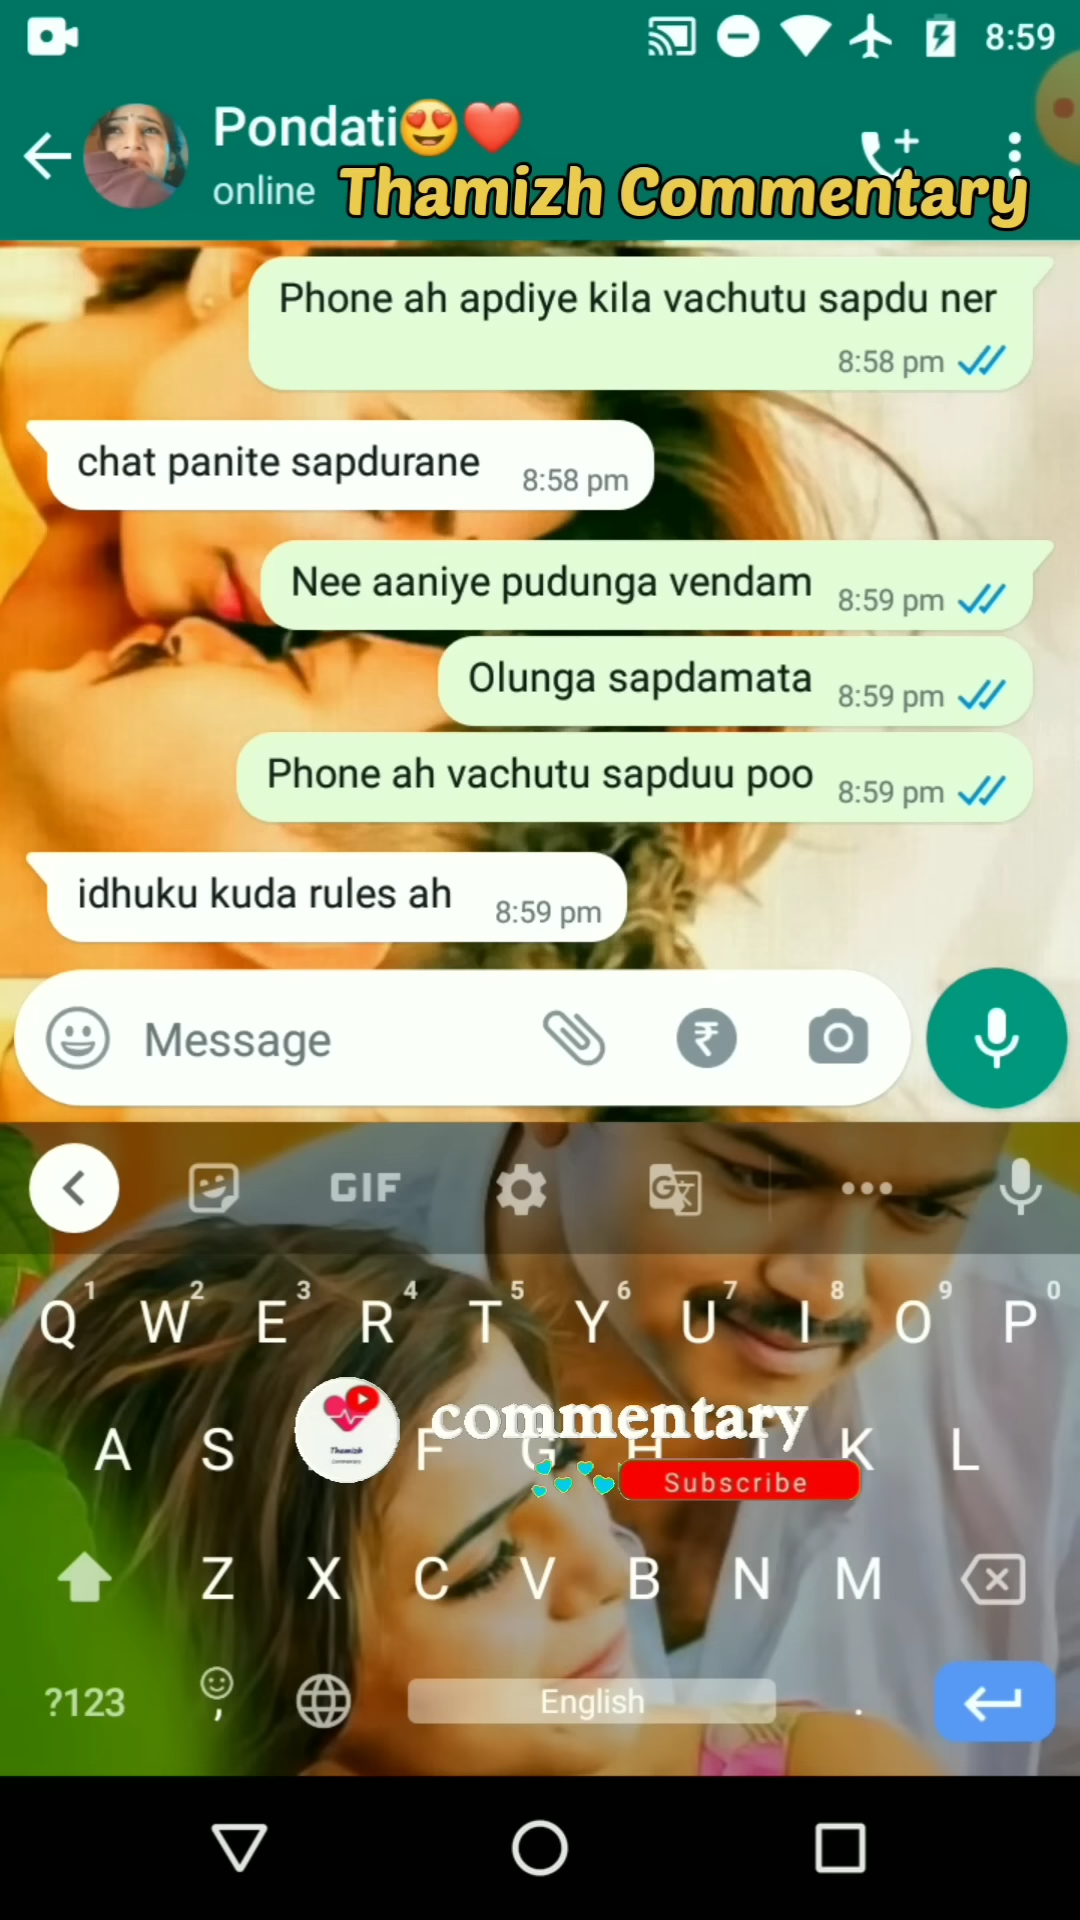 8:59
Pondati😍❤️
online
Thamizh Commentary
Phone ah apdiye kila vachutu sapdu ner
8:58 pm
chat panite sapdurane 8:58 pm
Nee aaniye pudunga vendam 8:59 pm
Olunga sapdamata 8:59 pm
Phone ah vachutu sapduu poo 8:59 pm
idhuku kuda rules ah 8:59 pm
Message
GIF
1 2 3 4 5 6 7 8 9 0
Q W E R T Y U I O P
commentary
A S F G H J K L
Thamizh
Commentary
Subscribe
Z X C V B N M
?123 , English .